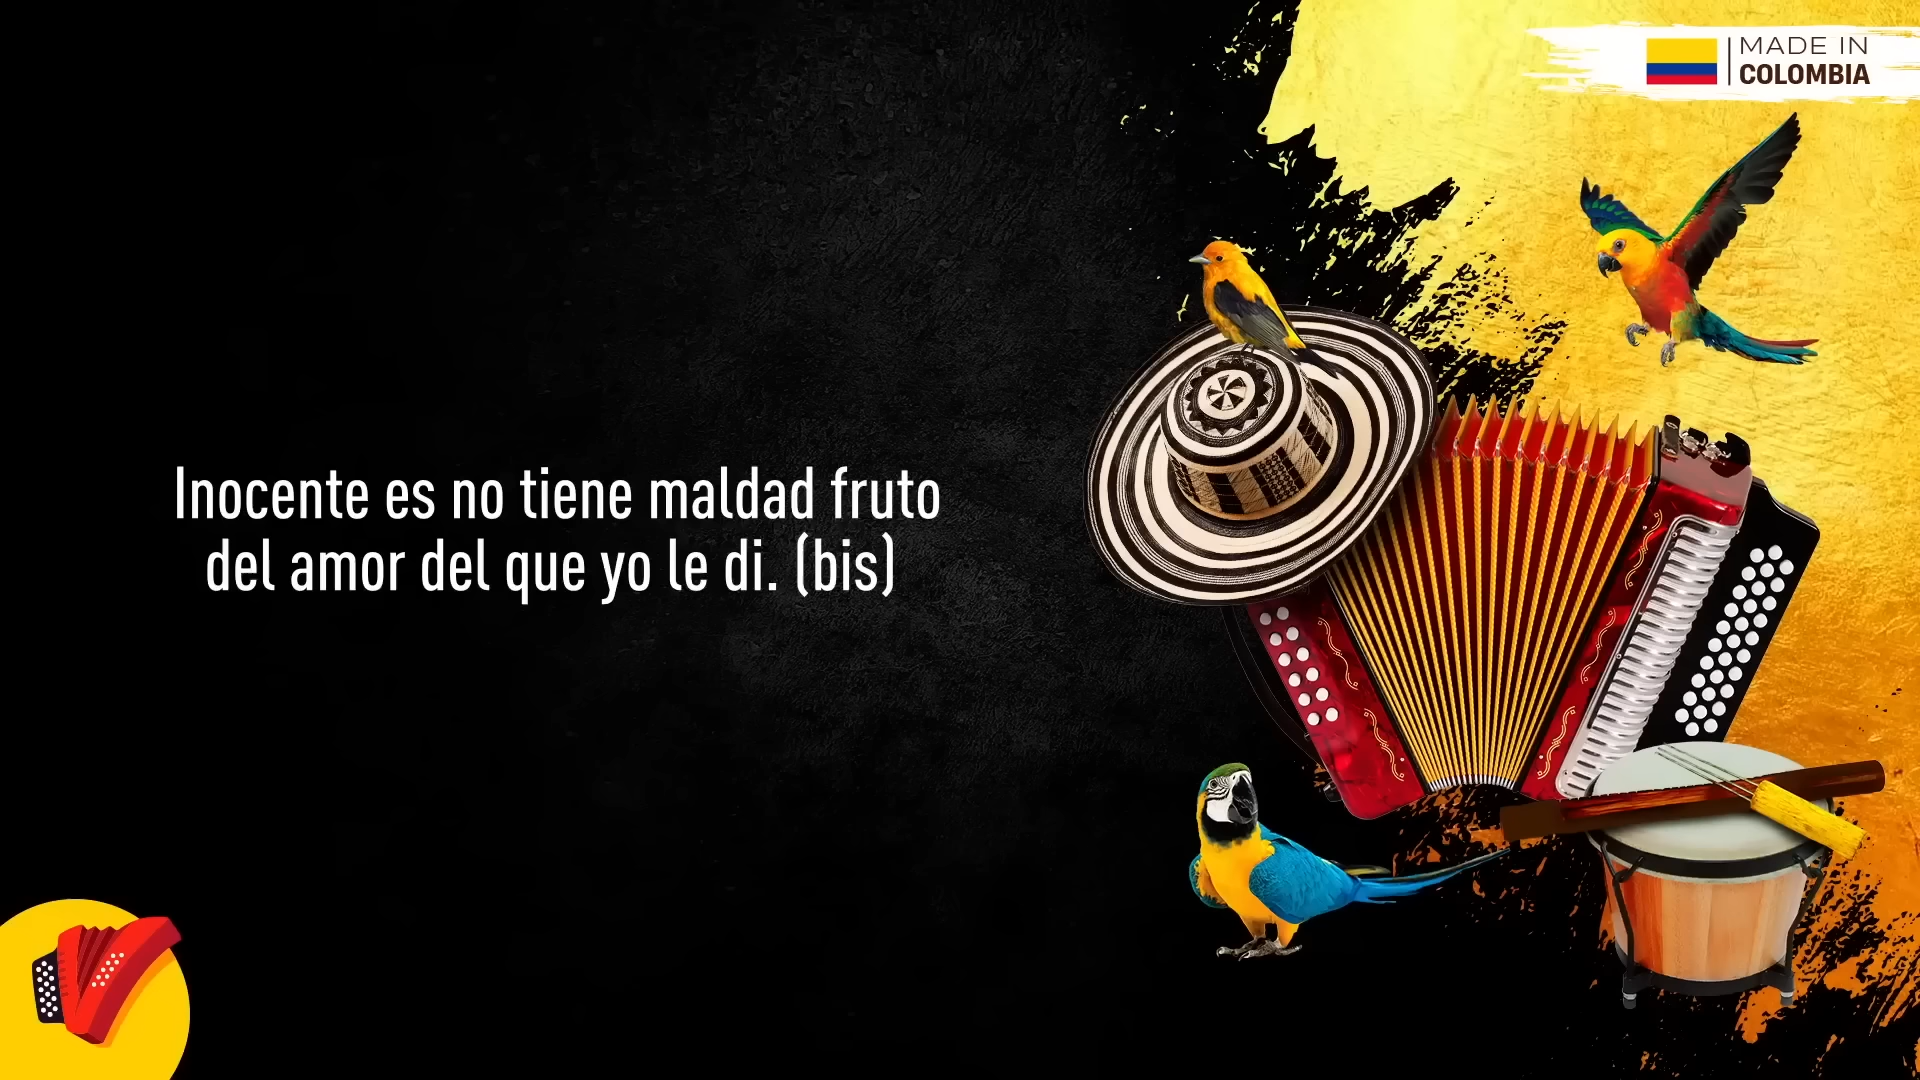 MADE IN
COLOMBIA
Inocente es no tiene maldad fruto
del amor del que yo le di. (bis)